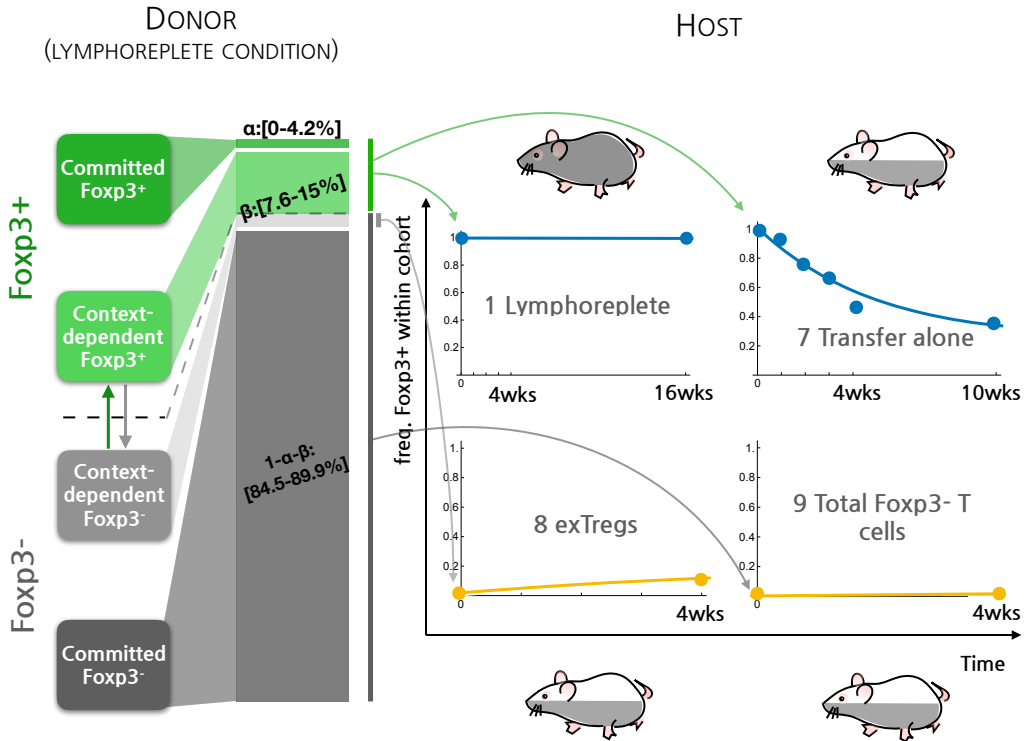 DONOR
(LYMPHOREPLETE CONDITION)
HOST
Foxp3+
Foxp3-
Committed
Foxp3+
Context-
dependent
Foxp3+
Context-
dependent
Foxp3-
Committed
Foxp3-
α:[0-4.2%]
β:[7.6-15%]
1-α-β:
[84.5-89.9%]
freq. Foxp3+ within cohort
1
0.8
0.6
0.4
0.2
0
4wks
16wks
1 Lymphoreplete
1
0.8
0.6
0.4
0.2
0
4wks
10wks
7 Transfer alone
1
0.8
0.6
0.4
0.2
0
4wks
8 exTregs
1
0.8
0.6
0.4
0.2
0
4wks
9 Total Foxp3- T
cells
Time